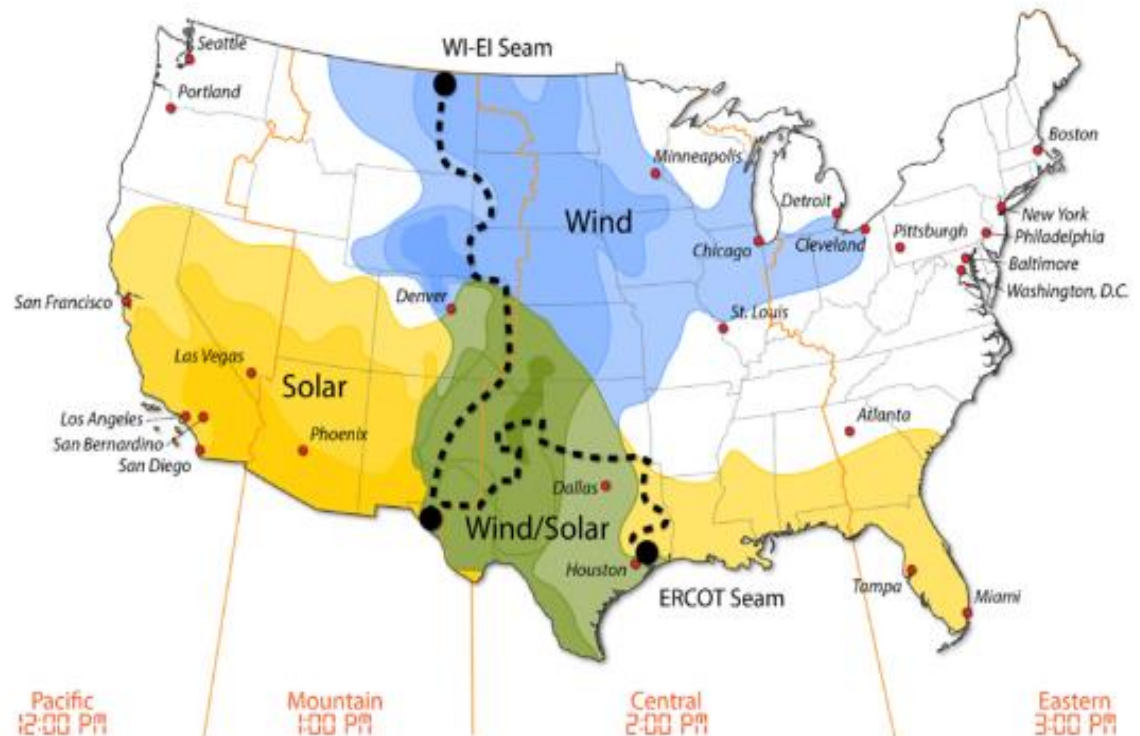 WI-EI Seam
Seattle
Portland
Boston
Minneapolis
Detroit
New York
Wind
Pittsburgh
Philadelphia
Chicago
Cleveland
Baltimore
Washington, D.C.
Denver
San Francisco
St. Louis
Las Vegas
Solar
Los Angeles
Atlanta
San Bernardino
Phoenix
San Diego
Dallas
Wind/Solar
Houston
ERCOT Seam
Tampa
Miami
Pacific
12:00 PM
Mountain
1:00 PM
Central
2:00 PM
Eastern
3:00 PM